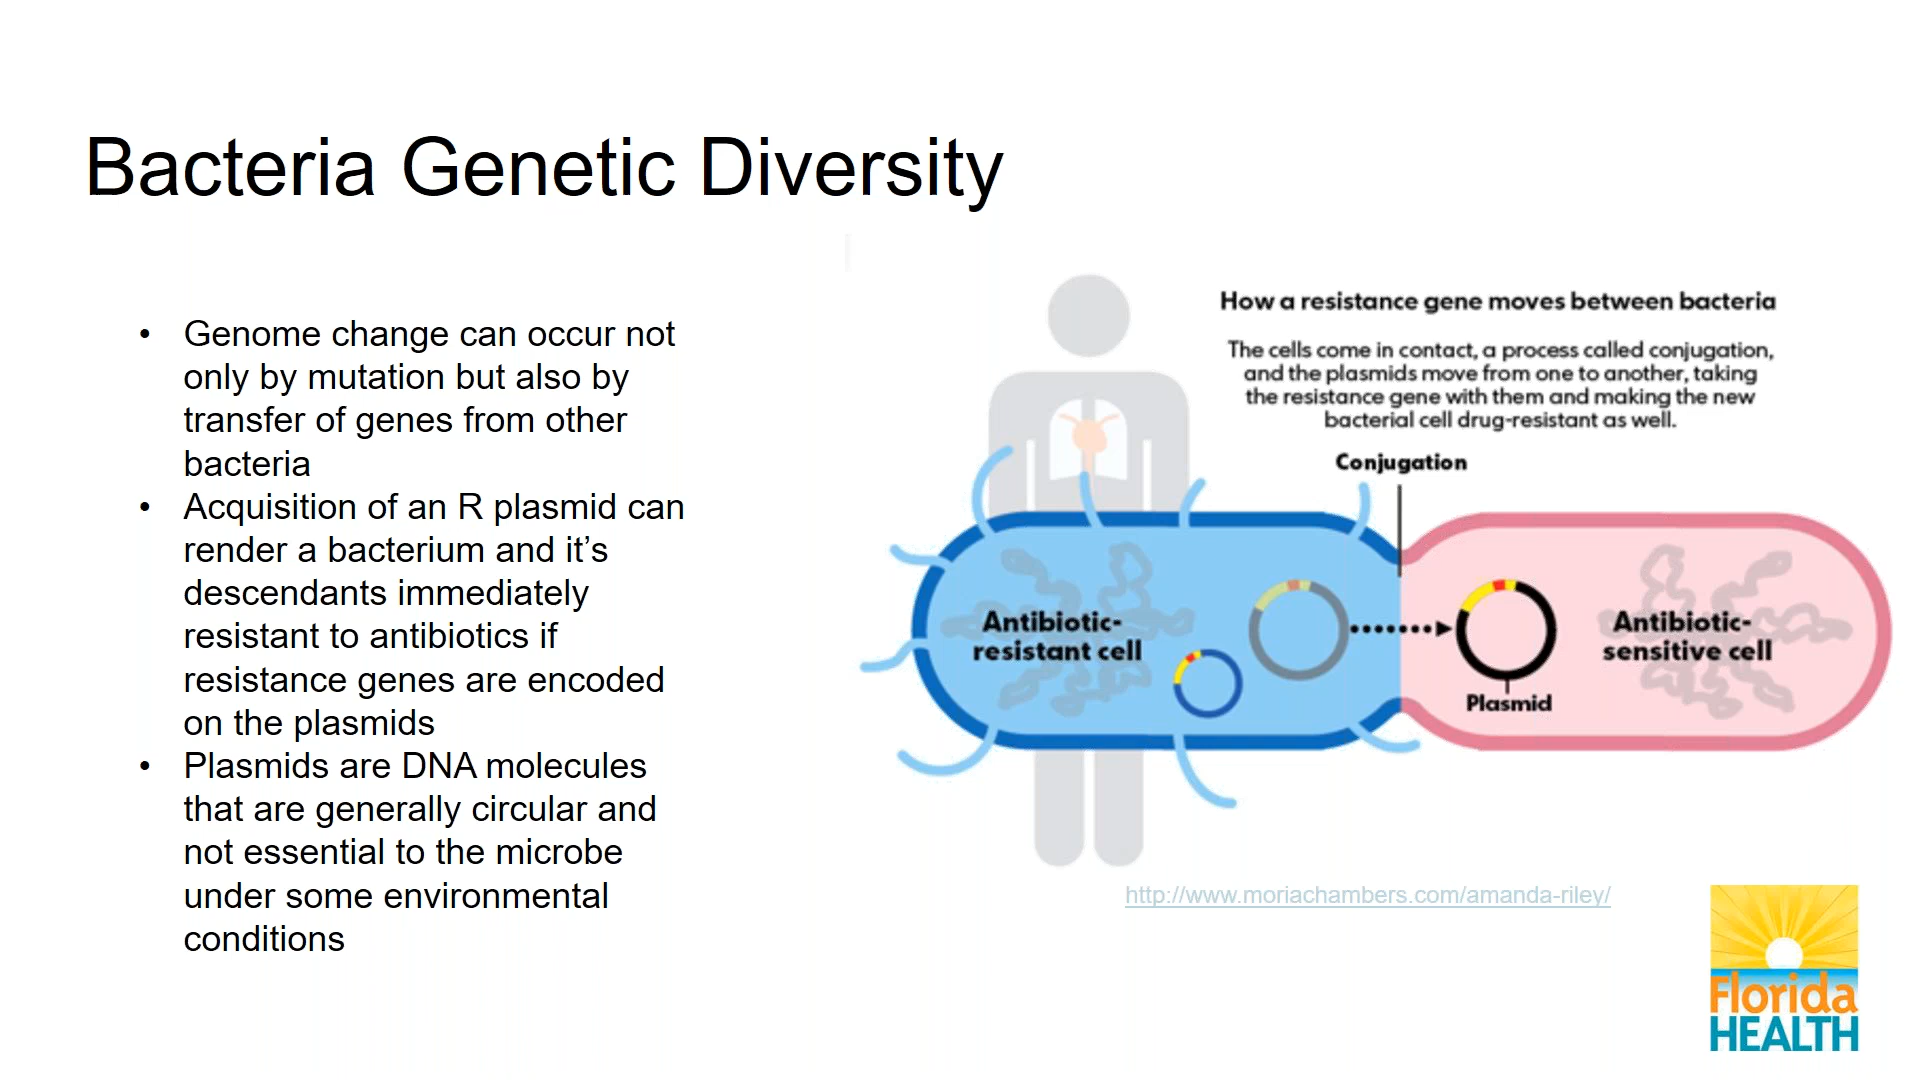 Bacteria Genetic Diversity
• Genome change can occur not
only by mutation but also by
transfer of genes from other
bacteria
• Acquisition of an R plasmid can
render a bacterium and it’s
descendants immediately
resistant to antibiotics if
resistance genes are encoded
on the plasmids
• Plasmids are DNA molecules
that are generally circular and
not essential to the microbe
under some environmental
conditions
How a resistance gene moves between bacteria
The cells come in contact, a process called conjugation,
and the plasmids move from one to another, taking
the resistance gene with them and making the new
bacterial cell drug-resistant as well.
Conjugation
Antibiotic-
resistant cell
Plasmid
Antibiotic-
sensitive cell
http://www.moriachambers.com/amanda-riley/
Florida
HEALTH